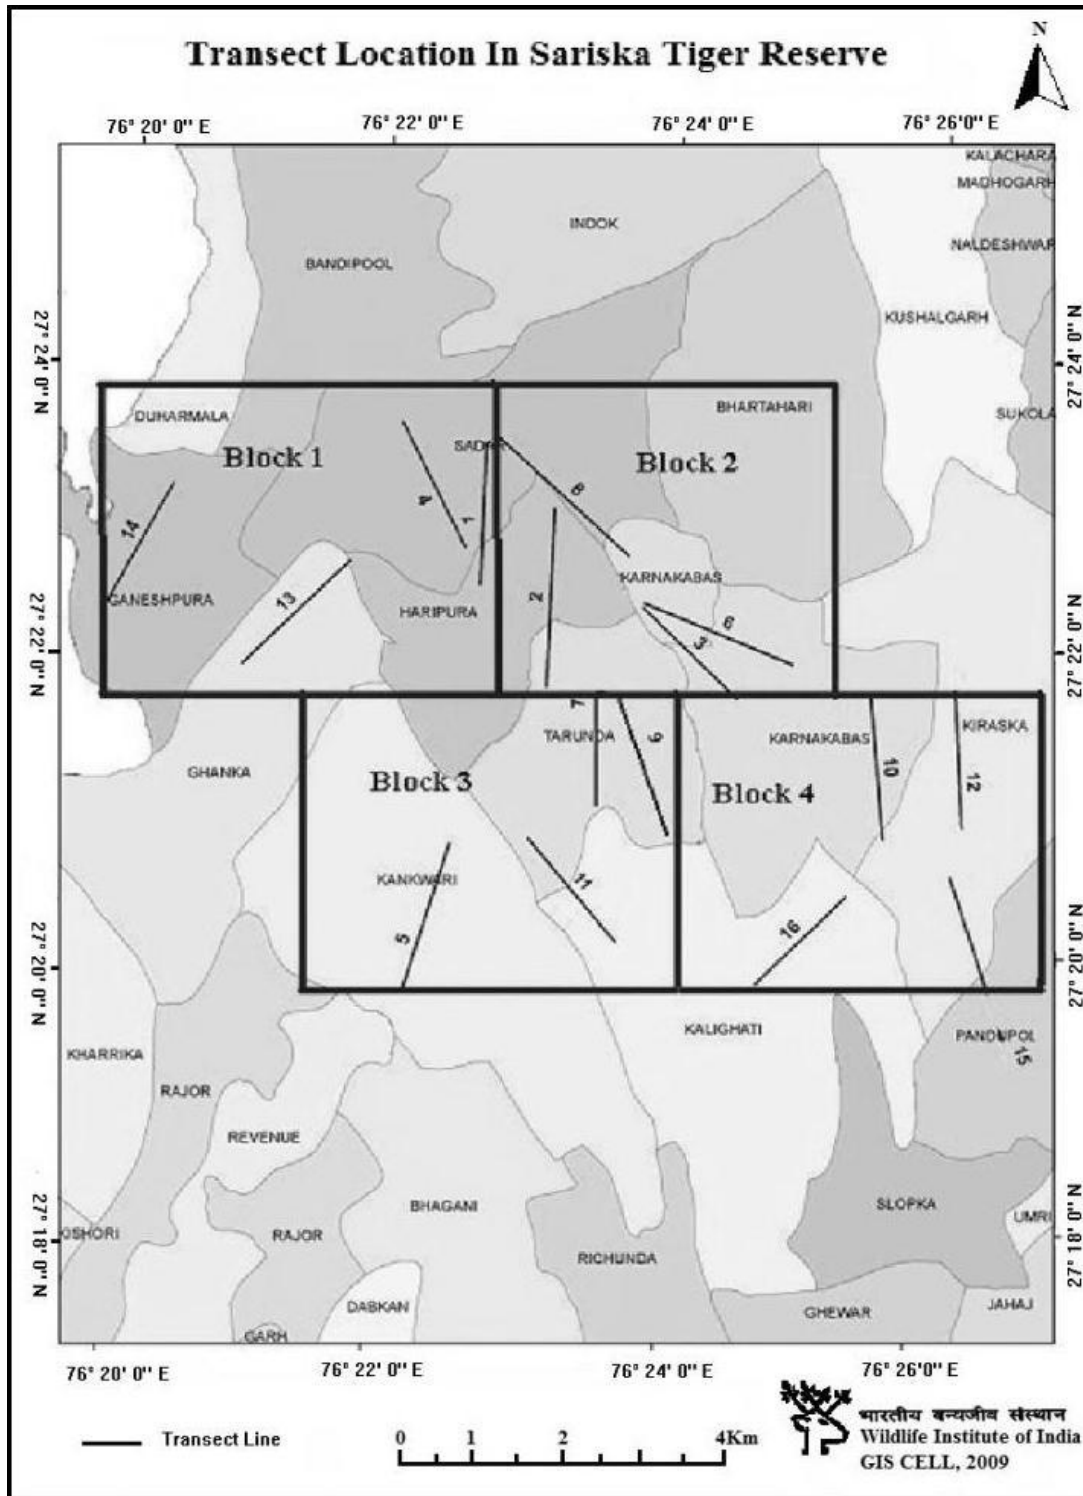 Transect Location In Sariska Tiger Reserve
N
76° 20' 0'' E
76° 22' 0'' E
76° 24' 0'' E
76° 26'0'' E
KALACHARA
MADHOGARH
INDOK
NALDESHWAR
BANDIPOOL
KUSHALGARH
27° 24' 0'' N
27° 24' 0'' N
DUHARMALA
BHARTAHARI
SUKOLA
SADAR
Block 1
Block 2
4
1
8
14
KARNAKABAS
GANESHPURA
13
HARIPURA
2
6
3
27° 22' 0'' N
27° 22' 0'' N
7
TARUNDA
9
KARNAKABAS
KIRASKA
GHANKA
Block 3
Block 4
10
12
KANKWARI
11
5
16
27° 20' 0'' N
27° 20' 0'' N
KALIGHATI
PANDUPOL
15
KHARRIKA
RAJOR
REVENUE
BHAGANI
SLOPKA
UMRI
27° 18' 0'' N
27° 18' 0'' N
KISHORI
RAJOR
RICHUNDA
DABKAN
GHEWAR
JAHAJ
GARH
76° 20' 0'' E
76° 22' 0'' E
76° 24' 0'' E
76° 26'0'' E
Transect Line
0 1 2 4Km
भारतीय वन्यजीव संस्थान
Wildlife Institute of India
GIS CELL, 2009